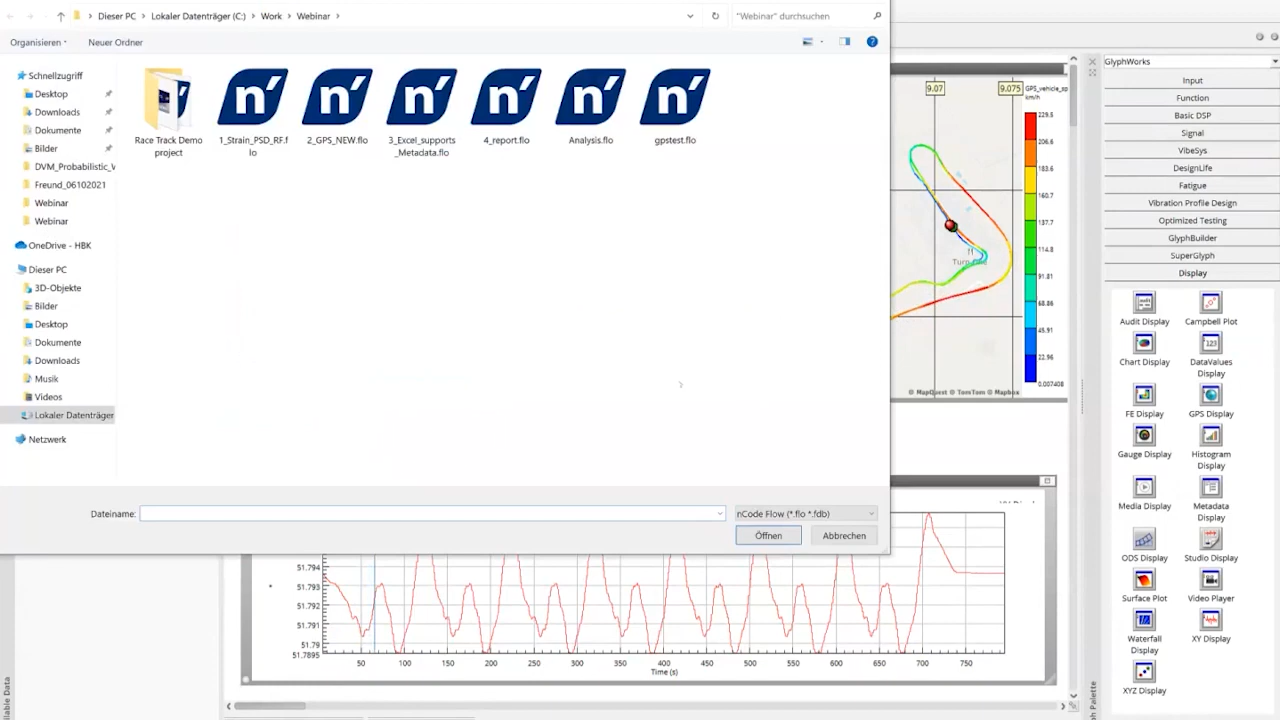 Dieser PC
Lokaler Datenträger (C:)
Work
Webinar
"Webinar" durchsuchen
Organisieren
Neuer Ordner
Schnellzugriff
Desktop
Downloads
Dokumente
Bilder
DVM_Probabilistic_V
Freund_06102021
Webinar
Webinar
OneDrive - HBK
Dieser PC
3D-Objekte
Bilder
Desktop
Dokumente
Downloads
Musik
Videos
Lokaler Datenträger
Netzwerk
n' n' n' n' n' n'
Race Track Demo
project
1_Strain_PSD_RF.f
lo
2_GPS_NEW.flo
3_Excel_supports
_Metadata.flo
4_report.flo
Analysis.flo
gpstest.flo
Dateiname:
nCode Flow (*.flo *.fdb)
Öffnen
Abbrechen
9.07
9.075
GPS_vehicle_sp
km/h
229.5
206.6
183.6
160.7
137.7
114.8
91.81
68.86
45.91
22.96
0.007408
© MapQuest © TomTom © Mapbox
51.794
51.793
51.792
51.791
51.79
51.7895
50 100 150 200 250 300 350 400 450 500 550 600 650 700 750
Time (s)
GlyphWorks
Input
Function
Basic DSP
Signal
VibeSys
DesignLife
Fatigue
Vibration Profile Design
Optimized Testing
GlyphBuilder
SuperGlyph
Display
Audit Display
Campbell Plot
Chart Display
DataValues
Display
FE Display
GPS Display
Gauge Display
Histogram
Display
Media Display
Metadata
Display
ODS Display
Studio Display
Surface Plot
Video Player
Waterfall
Display
XY Display
XYZ Display